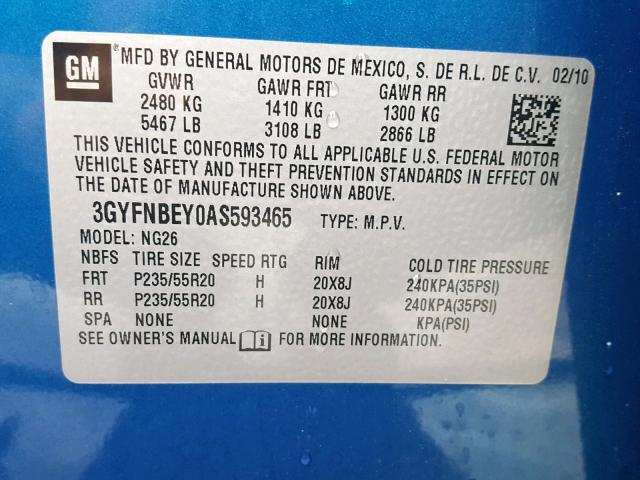 GM ® MFD BY GENERAL MOTORS DE MEXICO, S. DE R.L. DE C.V. 02/10
GVWR GAWR FRT GAWR RR
2480 KG 1410 KG 1300 KG
5467 LB 3108 LB 2866 LB
THIS VEHICLE CONFORMS TO ALL APPLICABLE U.S. FEDERAL MOTOR
VEHICLE SAFETY AND THEFT PREVENTION STANDARDS IN EFFECT ON
THE DATE OF MANUFACTURE SHOWN ABOVE.
3GYFNBEY0AS593465 TYPE: M.P.V.
MODEL: NG26
NBFS TIRE SIZE SPEED RTG RIM COLD TIRE PRESSURE
FRT P235/55R20 H 20X8J 240KPA(35PSI)
RR P235/55R20 H 20X8J 240KPA(35PSI)
SPA NONE NONE KPA(PSI)
SEE OWNER'S MANUAL i FOR MORE INFORMATION.